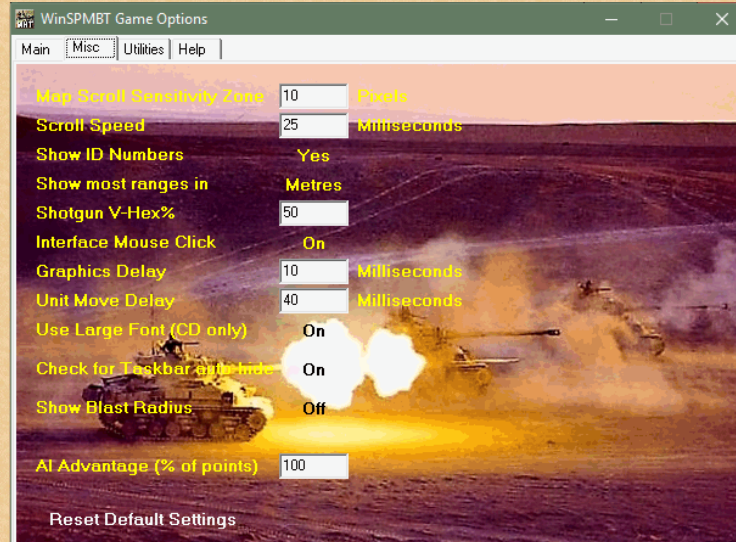 WinSPMBT Game Options
Main Misc Utilities Help
Map Scroll Sensitivity Zone 10 Pixels
Scroll Speed 25 Milliseconds
Show ID Numbers Yes
Show most ranges in Metres
Shotgun V-Hex% 50
Interface Mouse Click On
Graphics Delay 10 Milliseconds
Unit Move Delay 40 Milliseconds
Use Large Font (CD only) On
Check for Taskbar auto-hide On
Show Blast Radius Off
AI Advantage (% of points) 100
Reset Default Settings